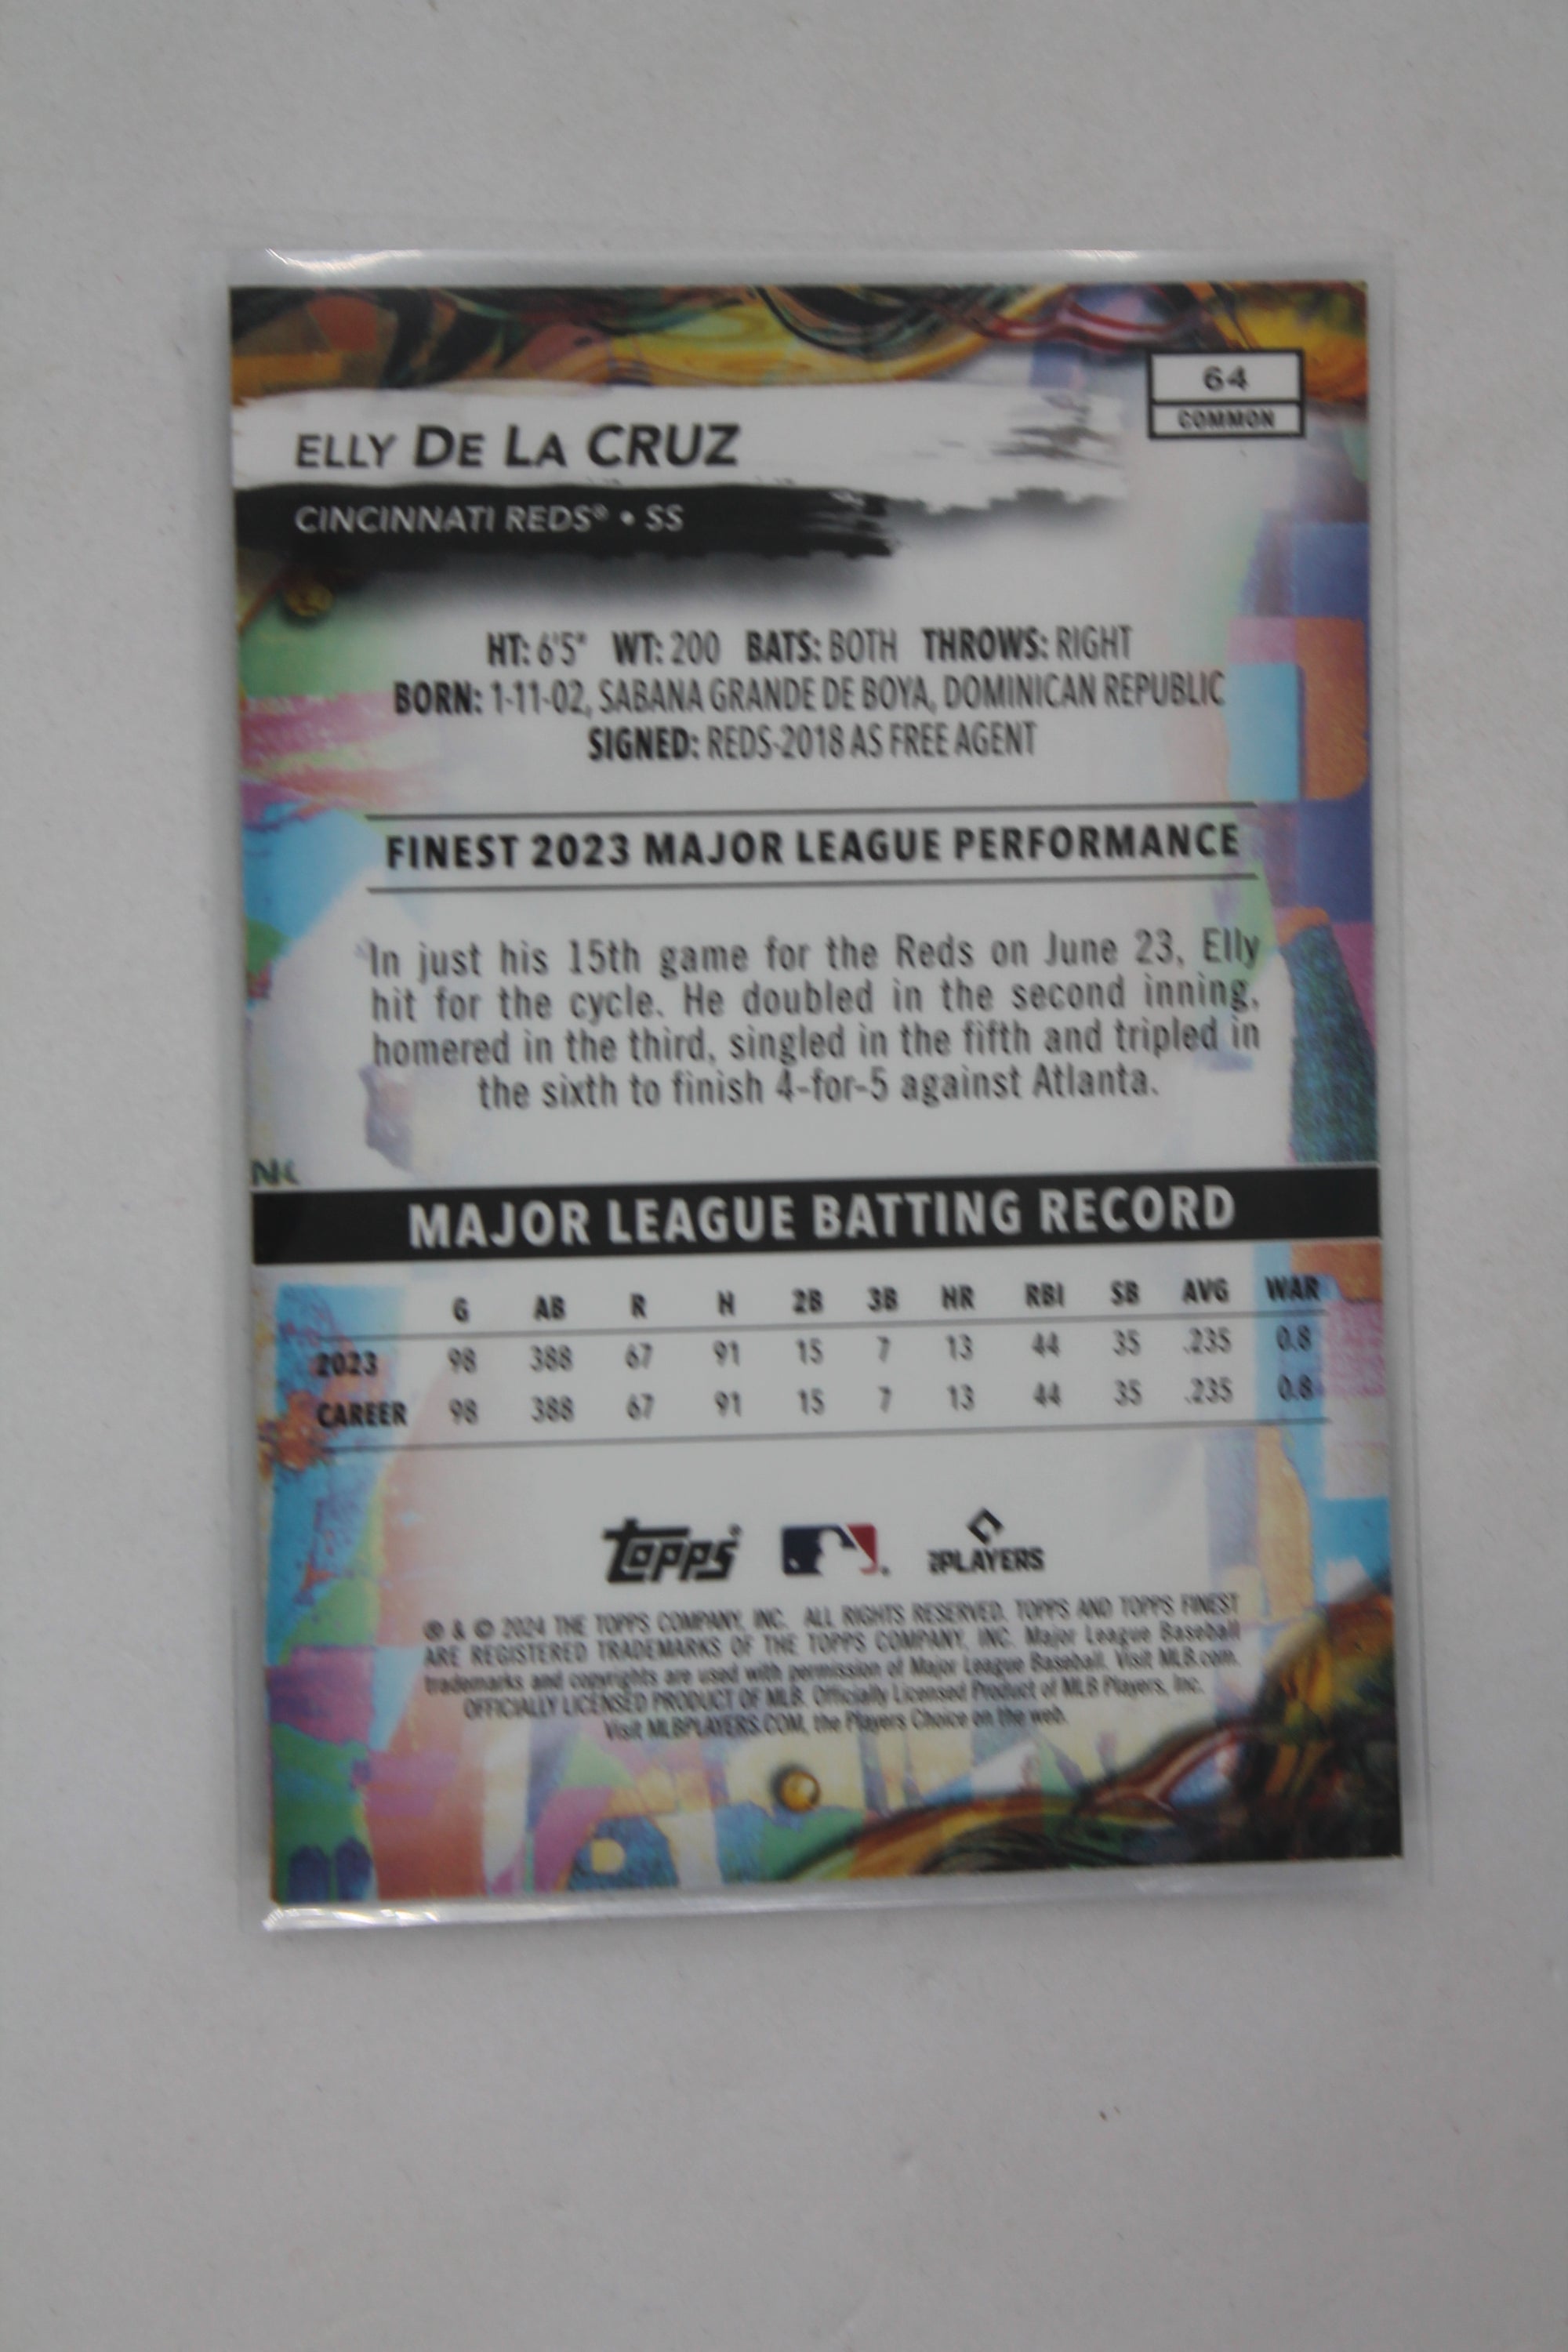 64
COMMON
ELLY DE LA CRUZ
CINCINNATI REDS® • SS
HT: 6'5" WT: 200 BATS: BOTH THROWS: RIGHT
BORN: 1-11-02, SABANA GRANDE DE BOYA, DOMINICAN REPUBLIC
SIGNED: REDS-2018 AS FREE AGENT
FINEST 2023 MAJOR LEAGUE PERFORMANCE
In just his 15th game for the Reds on June 23, Elly
hit for the cycle. He doubled in the second inning,
homered in the third, singled in the fifth and tripled in
the sixth to finish 4-for-5 against Atlanta.
MAJOR LEAGUE BATTING RECORD
G AB R H 2B 3B HR RBI SB AVG WAR
2023 98 388 67 91 15 7 13 44 35 .235 0.8
CAREER 98 388 67 91 15 7 13 44 35 .235 0.8
Topps® PLAYERS
® & © 2024 THE TOPPS COMPANY, INC. ALL RIGHTS RESERVED. TOPPS AND TOPPS FINEST
ARE REGISTERED TRADEMARKS OF THE TOPPS COMPANY, INC. Major League Baseball
trademarks and copyrights are used with permission of Major League Baseball. Visit MLB.com.
OFFICIALLY LICENSED PRODUCT OF MLB. Officially Licensed Product of MLB Players, Inc.
Visit MLBPLAYERS.COM, the Players Choice on the web.